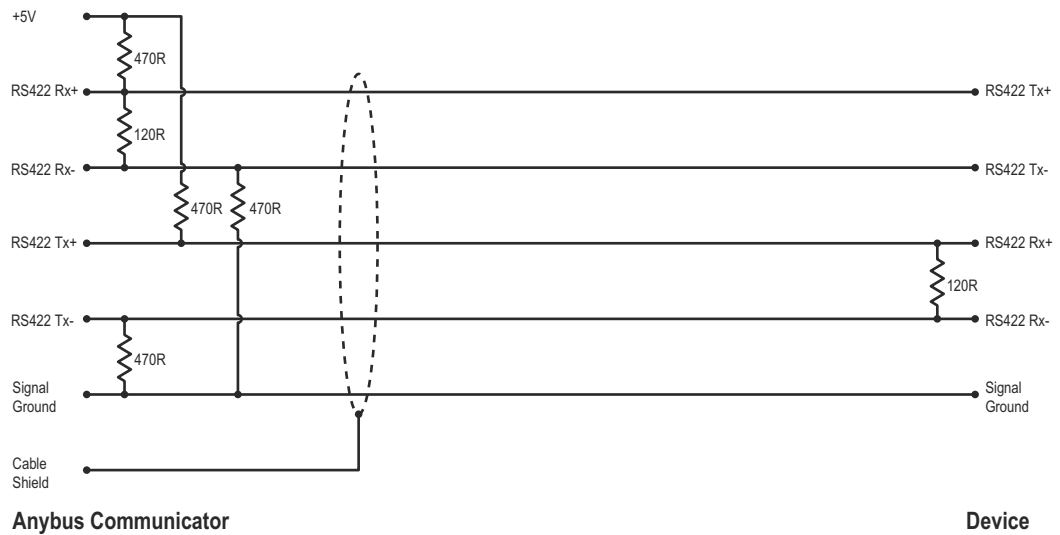 +5V
470R
RS422 Rx+
RS422 Tx+
120R
RS422 Rx-
RS422 Tx-
470R
470R
RS422 Tx+
RS422 Rx+
120R
RS422 Tx-
RS422 Rx-
470R
Signal
Ground
Signal
Ground
Cable
Shield
Anybus Communicator
Device